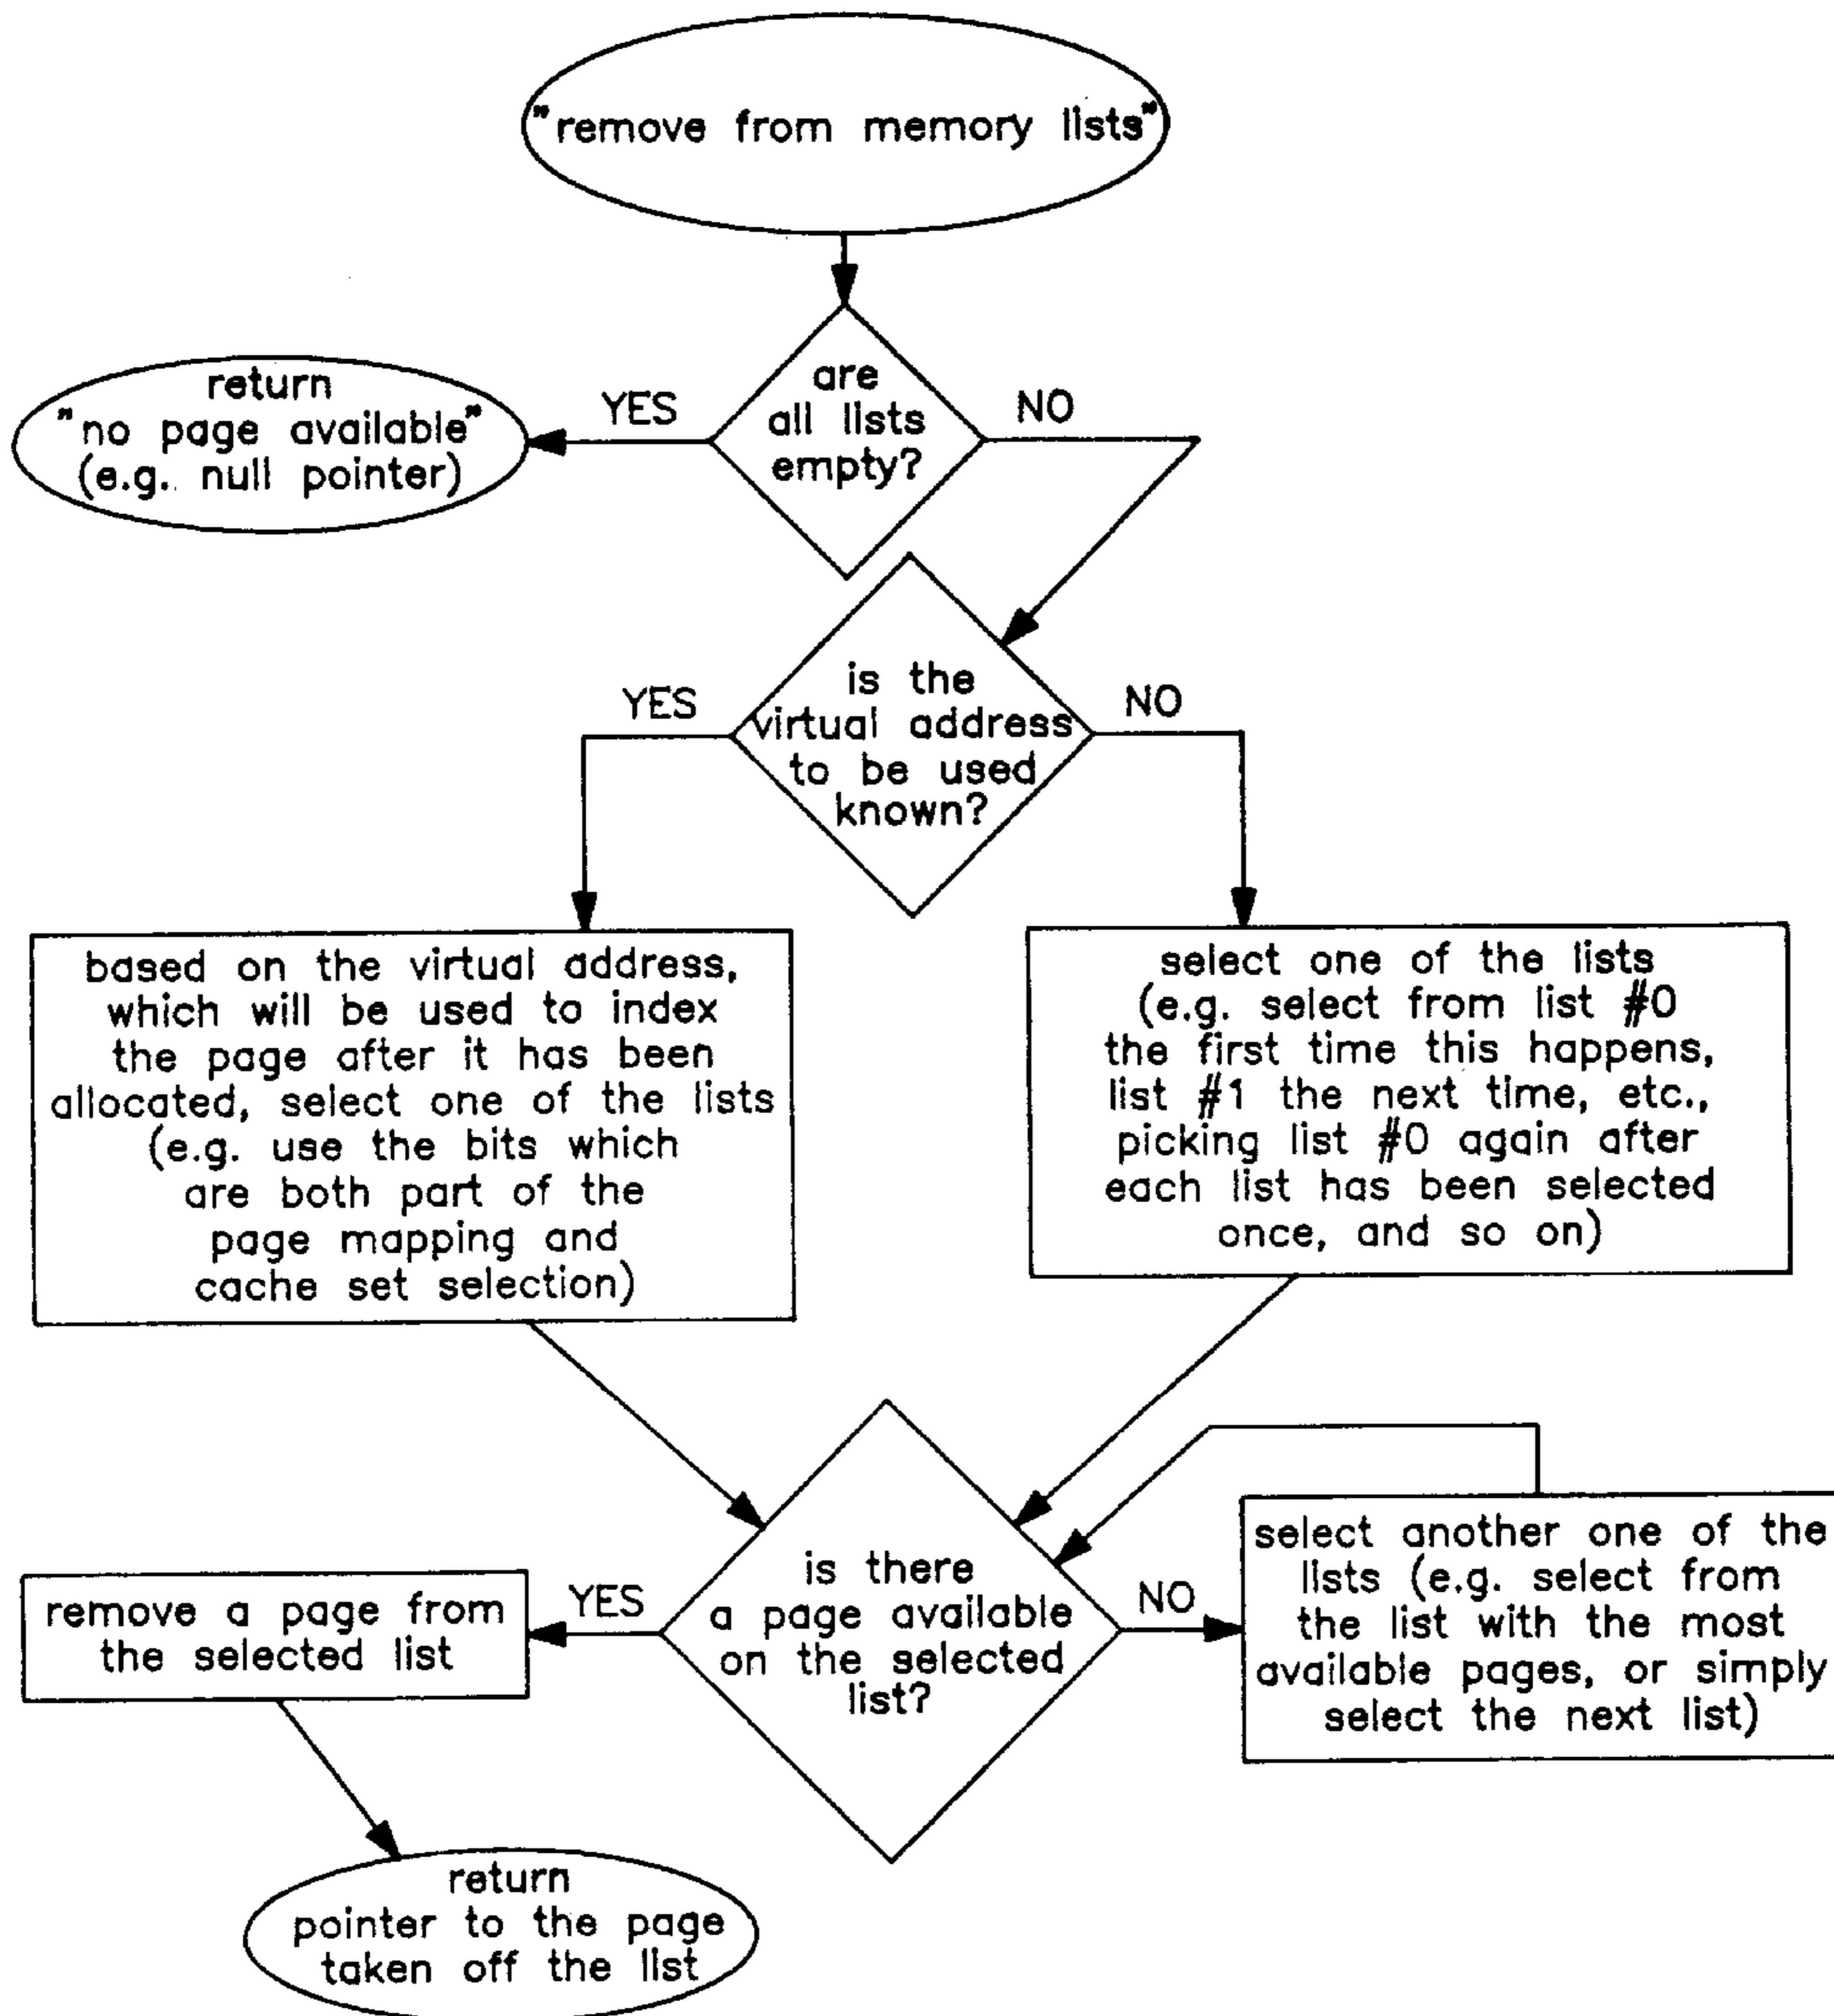 "remove from memory lists"
are
all lists
empty?
YES
NO
return
"no page available"
(e.g. null pointer)
is the
virtual address
to be used
known?
YES
NO
based on the virtual address,
which will be used to index
the page after it has been
allocated, select one of the lists
(e.g. use the bits which
are both part of the
page mapping and
cache set selection)
select one of the lists
(e.g. select from list #0
the first time this happens,
list #1 the next time, etc.,
picking list #0 again after
each list has been selected
once, and so on)
is there
a page available
on the selected
list?
YES
NO
remove a page from
the selected list
select another one of the
lists (e.g. select from
the list with the most
available pages, or simply
select the next list)
return
pointer to the page
taken off the list